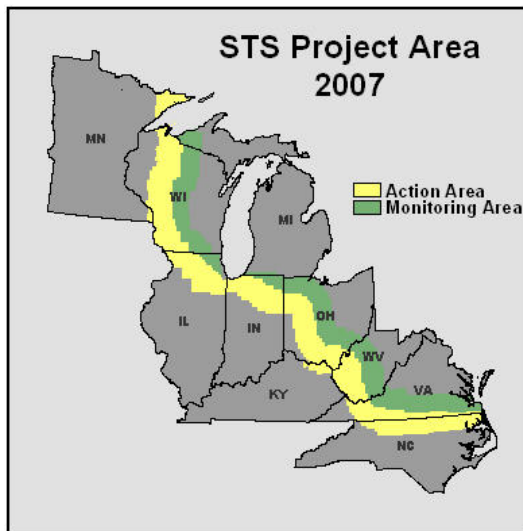 STS Project Area
2007
MN
WI
MI
Action Area
Monitoring Area
IL
IN
OH
WV
KY
VA
NC